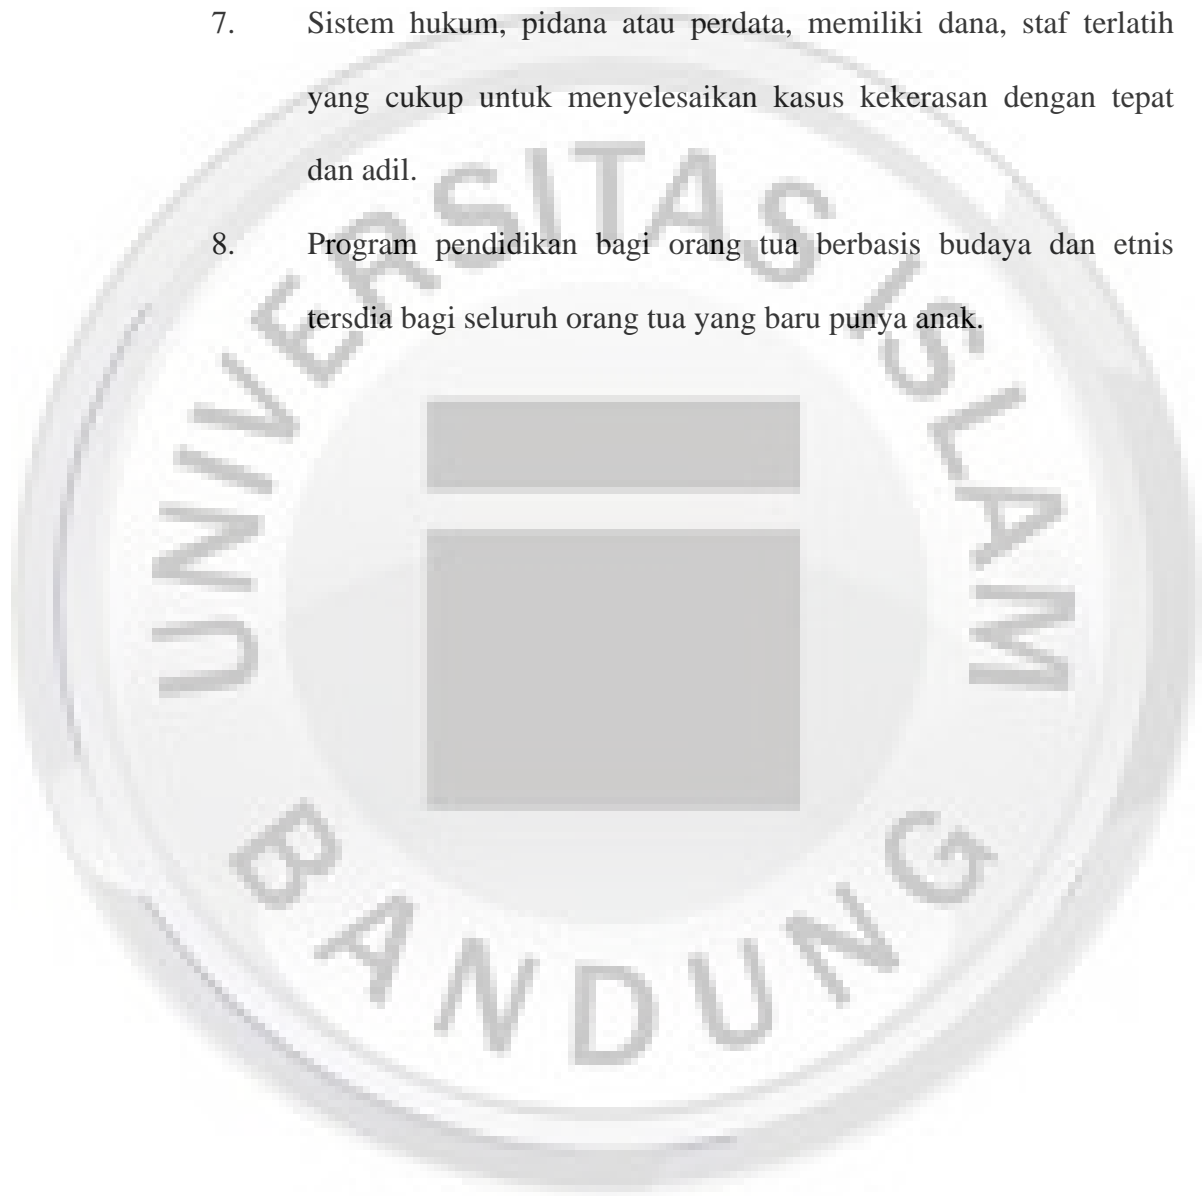 7. Sistem hukum, pidana atau perdata, memiliki dana, staf terlatih
yang cukup untuk menyelesaikan kasus kekerasan dengan tepat
dan adil.
8. Program pendidikan bagi orang tua berbasis budaya dan etnis
tersdia bagi seluruh orang tua yang baru punya anak.
UNIVERSITAS ISLAM
BANDUNG